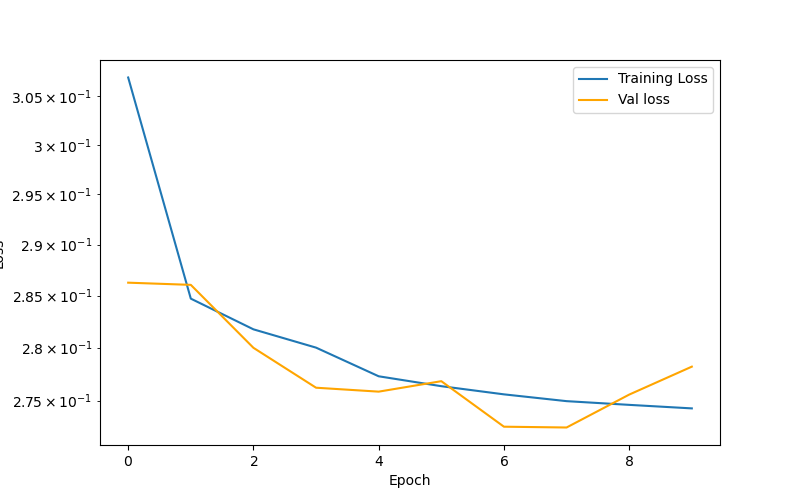 Training Loss
Val loss
3.05 × 10⁻¹
3 × 10⁻¹
2.95 × 10⁻¹
2.9 × 10⁻¹
2.85 × 10⁻¹
2.8 × 10⁻¹
2.75 × 10⁻¹
Loss
0 2 4 6 8
Epoch